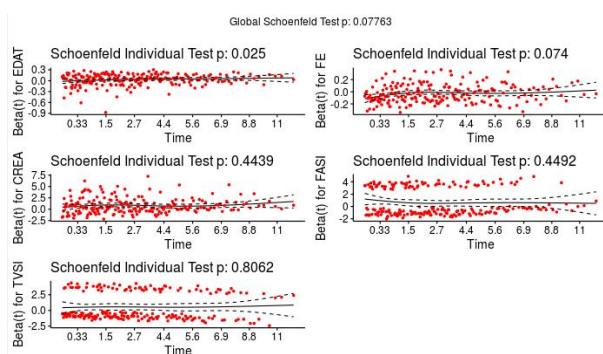 Global Schoenfeld Test p: 0.07763
Schoenfeld Individual Test p: 0.025
Beta(t) for EDAT
0.3
0.0
-0.3
-0.6
-0.9
0.33 1.5 2.7 4.4 5.6 6.9 8.8 11
Time
Schoenfeld Individual Test p: 0.074
Beta(t) for FE
0.2
0.0
-0.2
0.33 1.5 2.7 4.4 5.6 6.9 8.8 11
Time
Schoenfeld Individual Test p: 0.4439
Beta(t) for CREA
7.5
5.0
2.5
0.0
-2.5
0.33 1.5 2.7 4.4 5.6 6.9 8.8 11
Time
Schoenfeld Individual Test p: 0.4492
Beta(t) for FASI
4
2
0
-2
0.33 1.5 2.7 4.4 5.6 6.9 8.8 11
Time
Schoenfeld Individual Test p: 0.8062
Beta(t) for TVSI
2.5
0.0
-2.5
0.33 1.5 2.7 4.4 5.6 6.9 8.8 11
Time